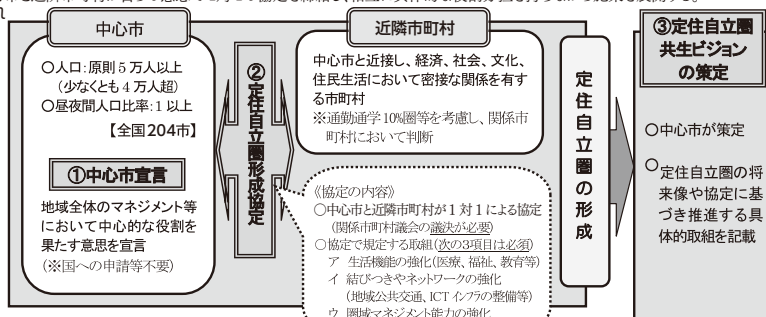 中心市
○人口:原則5万人以上
(少なくとも4万人超)
○昼夜間人口比率:1以上
【全国204市】
①中心市宣言
地域全体のマネジメント等
において中心的な役割を
果たす意思を宣言
(※国への申請等不要)
②定住自立圏形成協定
近隣市町村
中心市と近接し、経済、社会、文化、
住民生活において密接な関係を有す
る市町村
※通勤通学10%圏等を考慮し、関係市
町村において判断
《協定の内容》
○中心市と近隣市町村が1対1による協定
(関係市町村議会の議決が必要)
○協定で規定する取組(次の3項目は必須)
ア 生活機能の強化(医療、福祉、教育等)
イ 結びつきやネットワークの強化
(地域公共交通、ICTインフラの整備等)
ウ 圏域マネジメント能力の強化
定住自立圏の形成
③定住自立圏
共生ビジョン
の策定
○中心市が策定
○定住自立圏の将
来像や協定に基
づき推進する具
体的取組を記載